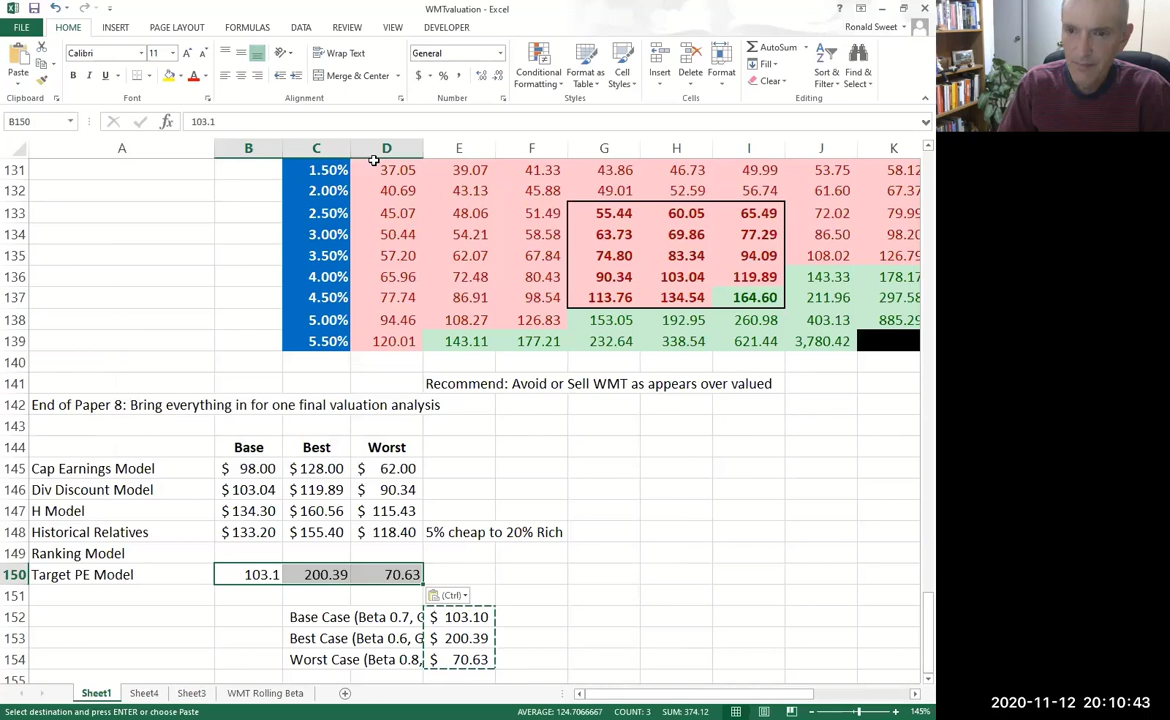 WMTvaluation - Excel
FILE HOME INSERT PAGE LAYOUT FORMULAS DATA REVIEW VIEW DEVELOPER Ronald Sweet
Calibri 11 Wrap Text General AutoSum
Paste B I U Merge & Center $ % , Conditional Formatting Format as Table Cell Styles Insert Delete Format Fill Clear Sort & Filter Find & Select
Clipboard Font Alignment Number Styles Cells Editing
B150 fx 103.1
A B C D E F G H I J K
131 1.50% 37.05 39.07 41.33 43.86 46.73 49.99 53.75 58.12
132 2.00% 40.69 43.13 45.88 49.01 52.59 56.74 61.60 67.37
133 2.50% 45.07 48.06 51.49 55.44 60.05 65.49 72.02 79.99
134 3.00% 50.44 54.21 58.58 63.73 69.86 77.29 86.50 98.20
135 3.50% 57.20 62.07 67.84 74.80 83.34 94.09 108.02 126.79
136 4.00% 65.96 72.48 80.43 90.34 103.04 119.89 143.33 178.17
137 4.50% 77.74 86.91 98.54 113.76 134.54 164.60 211.96 297.58
138 5.00% 94.46 108.27 126.83 153.05 192.95 260.98 403.13 885.29
139 5.50% 120.01 143.11 177.21 232.64 338.54 621.44 3,780.42
140
141 Recommend: Avoid or Sell WMT as appears over valued
142 End of Paper 8: Bring everything in for one final valuation analysis
143
144 Base Best Worst
145 Cap Earnings Model $ 98.00 $128.00 $ 62.00
146 Div Discount Model $103.04 $119.89 $ 90.34
147 H Model $134.30 $160.56 $115.43
148 Historical Relatives $133.20 $155.40 $118.40 5% cheap to 20% Rich
149 Ranking Model
150 Target PE Model 103.1 200.39 70.63
151 (Ctrl)
152 Base Case (Beta 0.7, G $ 103.10
153 Best Case (Beta 0.6, G $ 200.39
154 Worst Case (Beta 0.8, $ 70.63
155
Sheet1 Sheet4 Sheet3 WMT Rolling Beta
Select destination and press ENTER or choose Paste AVERAGE: 124.7066667 COUNT: 3 SUM: 374.12 145%
2020-11-12 20:10:43